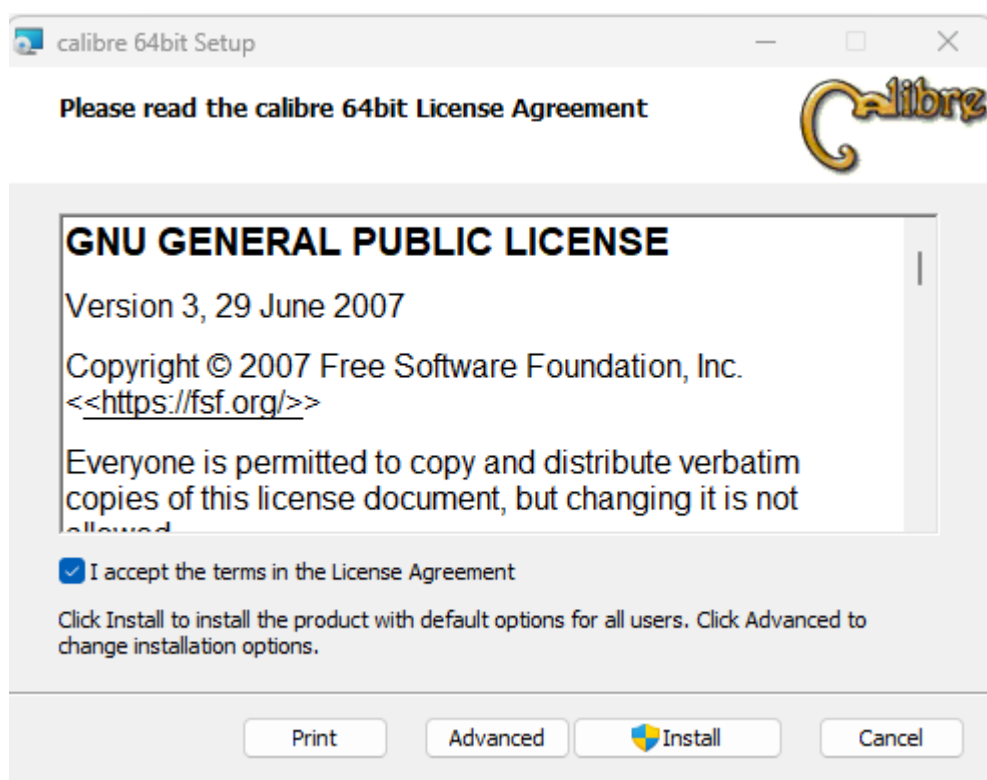 calibre 64bit Setup
Please read the calibre 64bit License Agreement
Calibre
GNU GENERAL PUBLIC LICENSE
Version 3, 29 June 2007
Copyright © 2007 Free Software Foundation, Inc.
<<https://fsf.org/>>
Everyone is permitted to copy and distribute verbatim
copies of this license document, but changing it is not
allowed
I accept the terms in the License Agreement
Click Install to install the product with default options for all users. Click Advanced to
change installation options.
Print
Advanced
Install
Cancel